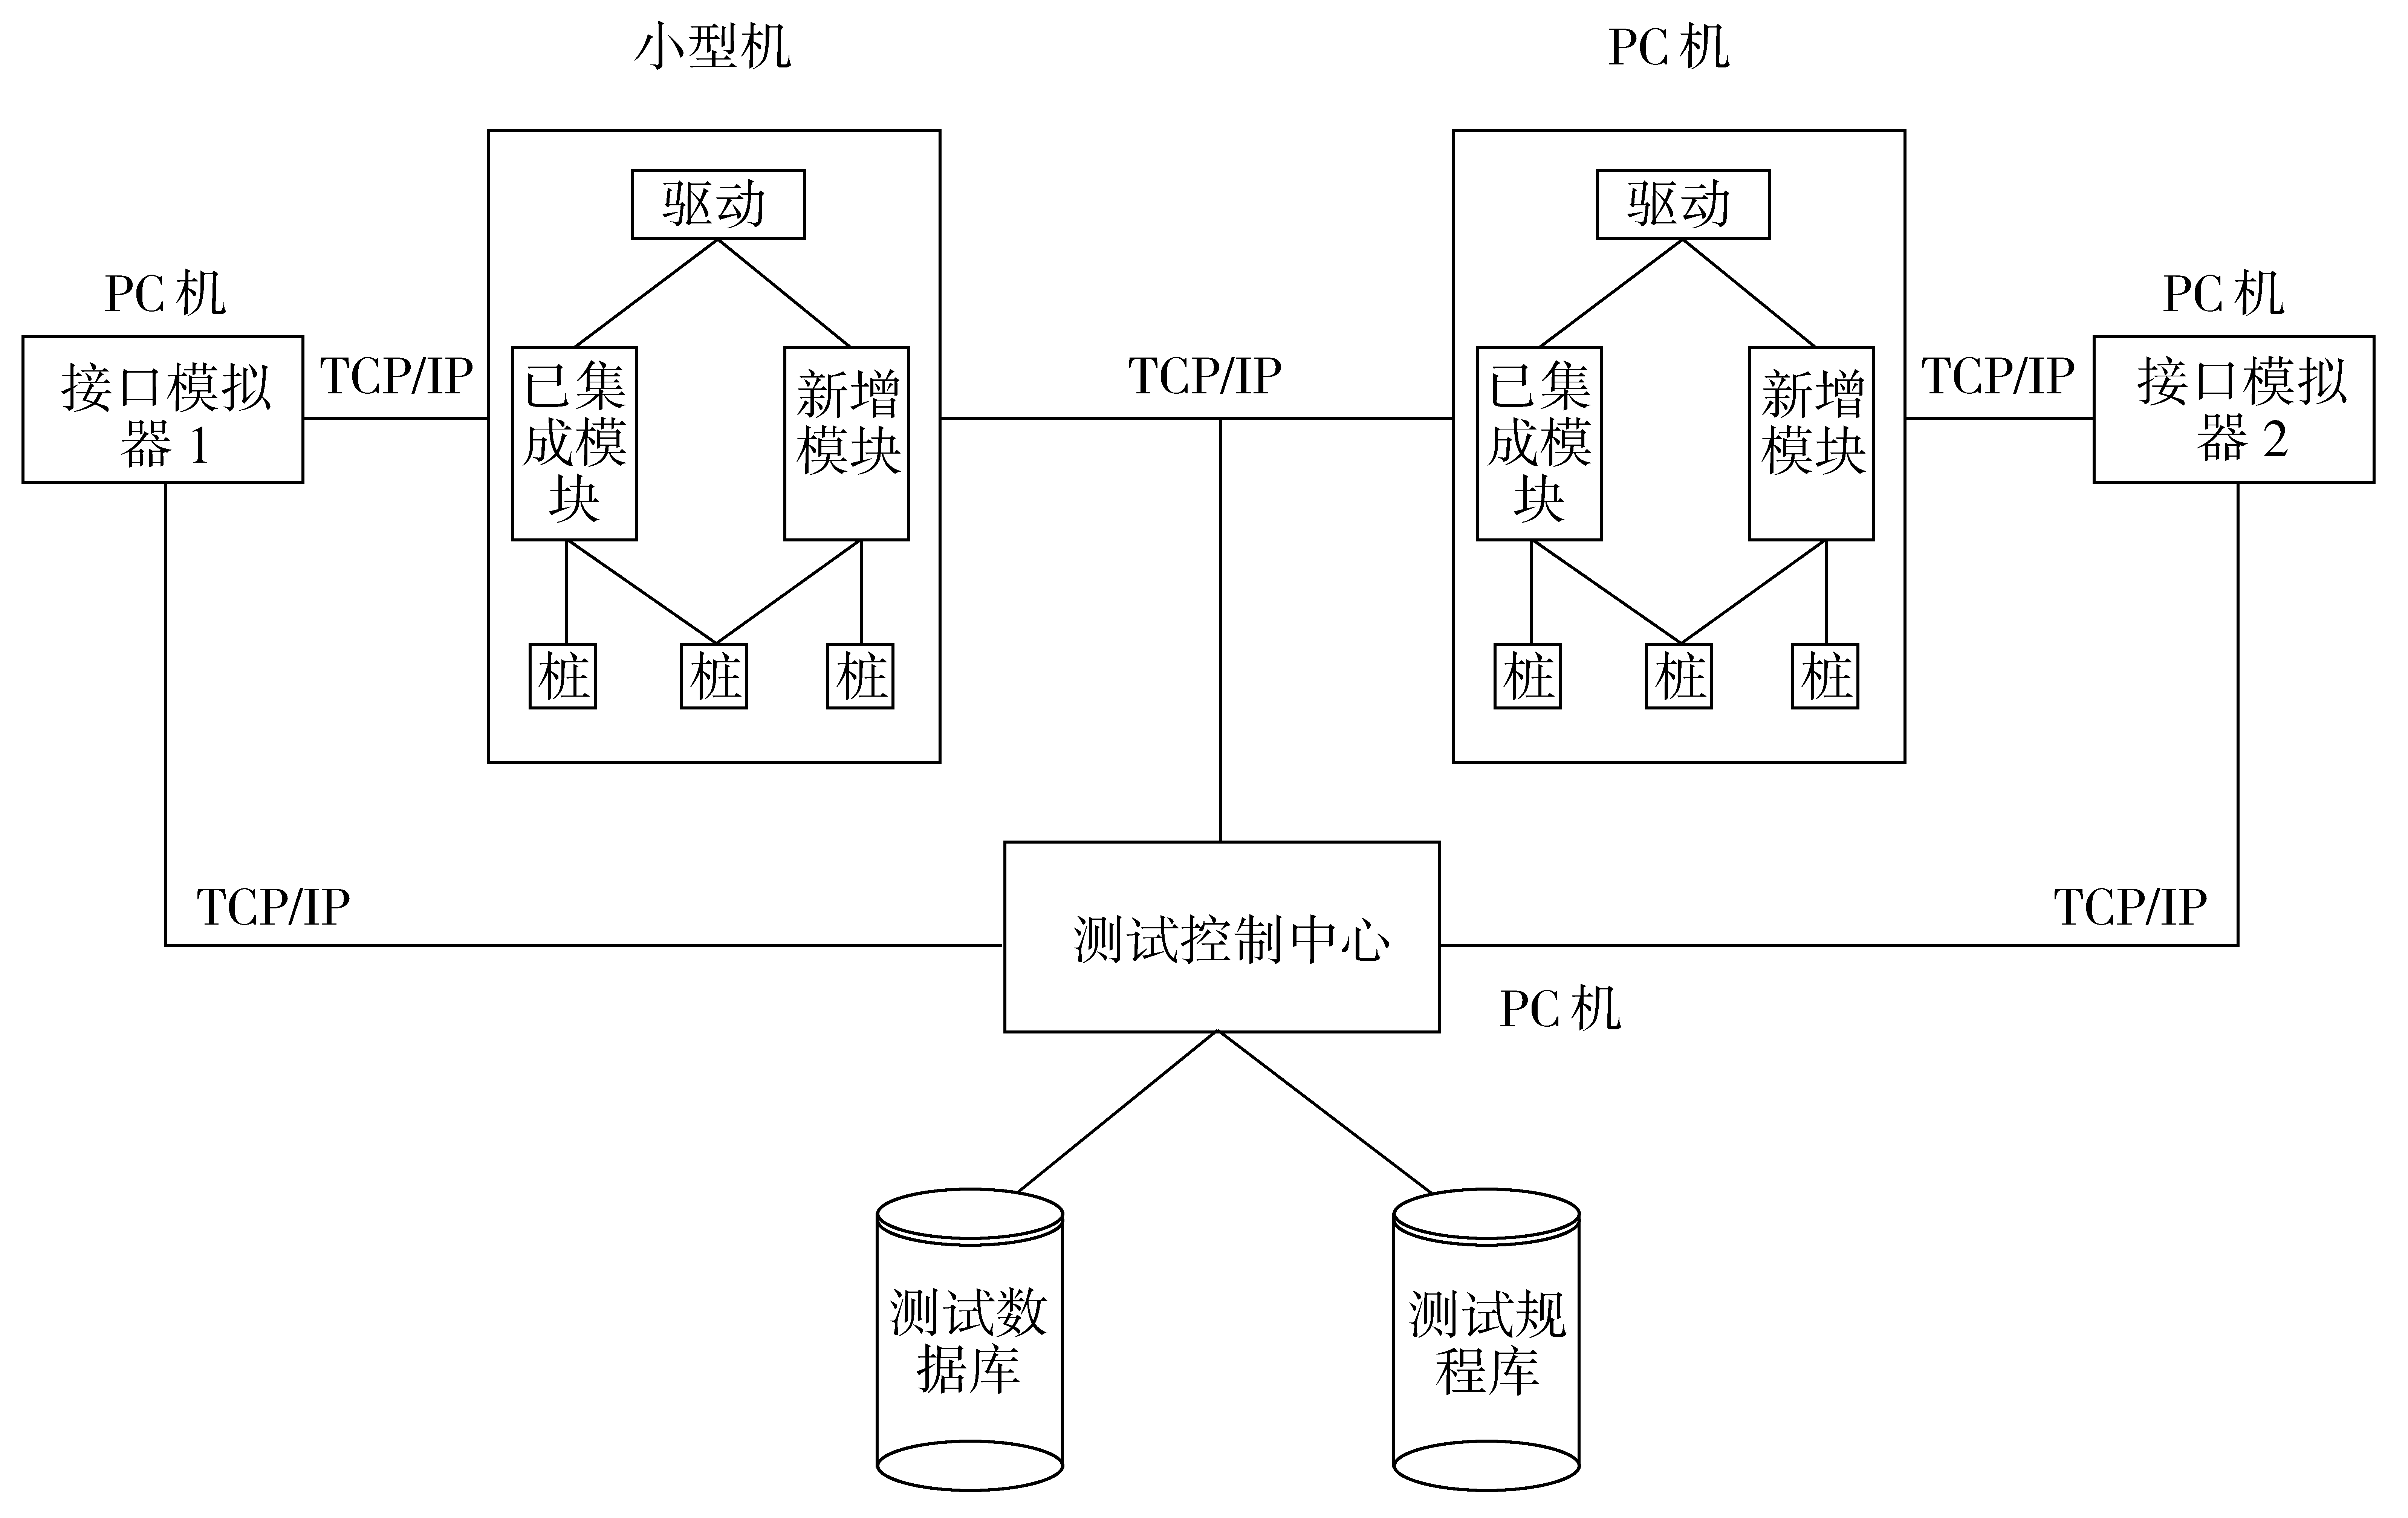 小型机
PC 机
驱动
驱动
PC 机
PC 机
接口模拟
器 1
TCP/IP
已集
成模
块
新增
模块
TCP/IP
已集
成模
块
新增
模块
TCP/IP
接口模拟
器 2
桩
桩
桩
桩
桩
桩
TCP/IP
测试控制中心
TCP/IP
PC 机
测试数
据库
测试规
程库